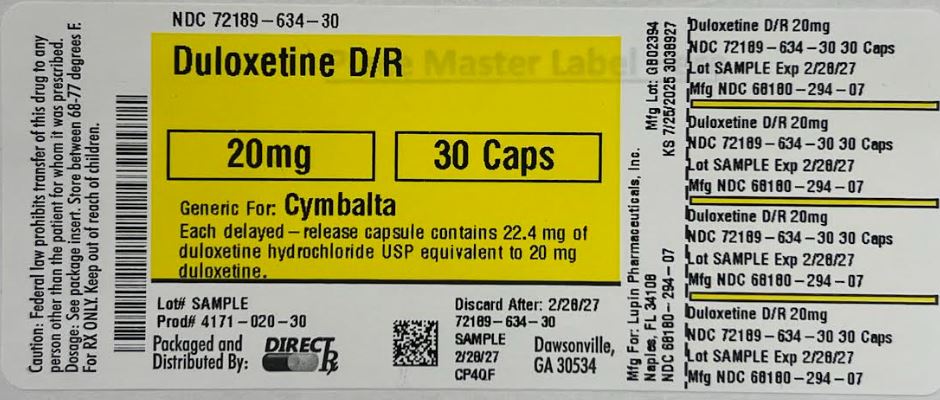 Caution: Federal law prohibits transfer of this drug to any
person other than the patient for whom it was prescribed.
Dosage: See package insert. Store between 68-77 degrees F.
For RX ONLY. Keep out of reach of children.
NDC 72189-634-30
Duloxetine D/R
e Master Label
20mg
30 Caps
Generic For: Cymbalta
Each delayed-release capsule contains 22.4 mg of
duloxetine hydrochloride USP equivalent to 20 mg
duloxetine.
Lot# SAMPLE
Prod# 4171-020-30
Packaged and
Distributed By:
DIRECT Rx
Discard After: 2/28/27
72189-634-30
SAMPLE
2/28/27
CP4QF
Dawsonville,
GA 30534
Mfg For: Lupin Pharmaceuticals, Inc.
Naples, FL 34108
NDC 68180-294-07
Mfg Lot: GB02394
KS 7/25/2025 3038927
Duloxetine D/R 20mg
NDC 72189-634-30 30 Caps
Lot SAMPLE Exp 2/28/27
Mfg NDC 68180-294-07
Duloxetine D/R 20mg
NDC 72189-634-30 30 Caps
Lot SAMPLE Exp 2/28/27
Mfg NDC 68180-294-07
Duloxetine D/R 20mg
NDC 72189-634-30 30 Caps
Lot SAMPLE Exp 2/28/27
Mfg NDC 68180-294-07
Duloxetine D/R 20mg
NDC 72189-634-30 30 Caps
Lot SAMPLE Exp 2/28/27
Mfg NDC 68180-294-07